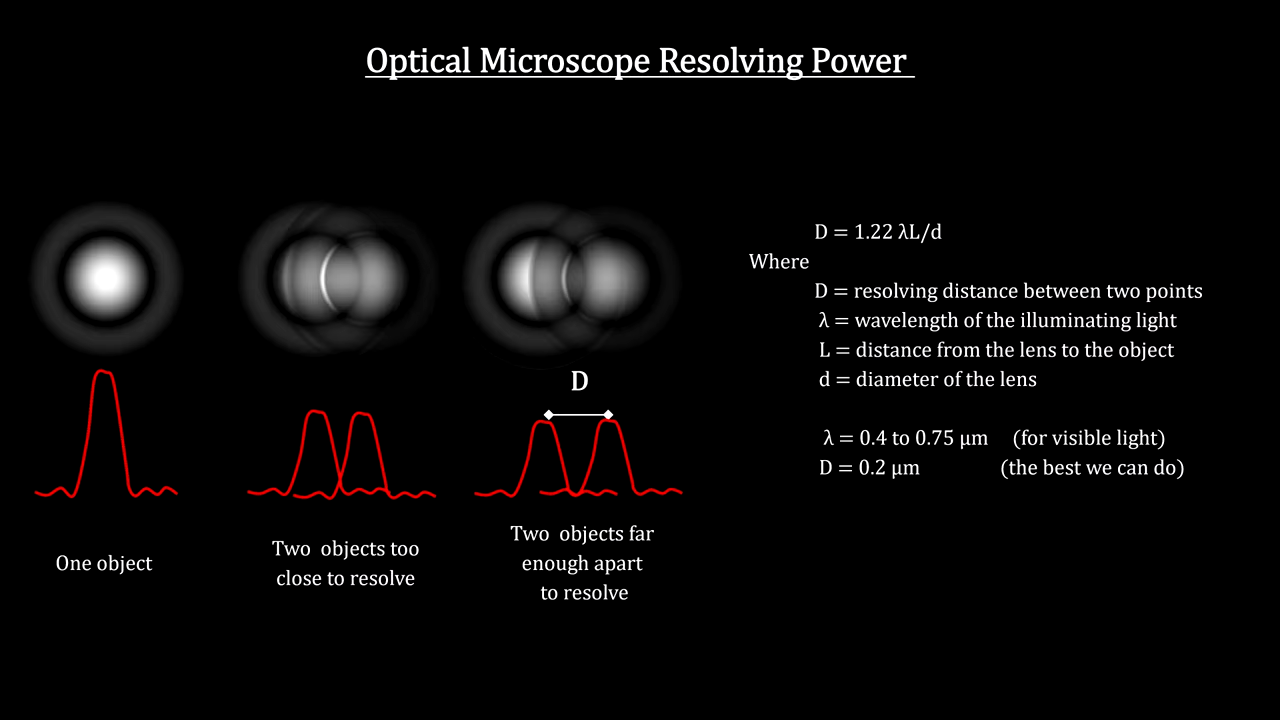 Optical Microscope Resolving Power
D = 1.22 λL/d
Where
D = resolving distance between two points
λ = wavelength of the illuminating light
L = distance from the lens to the object
d = diameter of the lens
λ = 0.4 to 0.75 µm (for visible light)
D = 0.2 µm (the best we can do)
D
One object
Two objects too
close to resolve
Two objects far
enough apart
to resolve